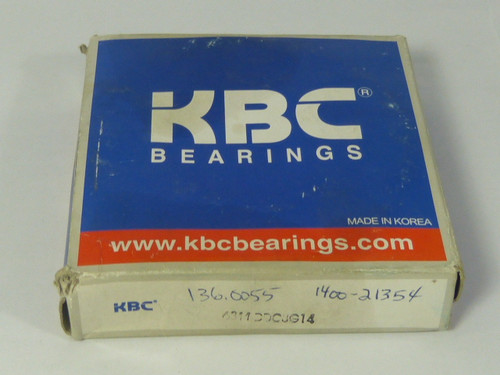 KBC®
BEARINGS
MADE IN KOREA
www.kbcbearings.com
KBC® 136.0055 1400-21354